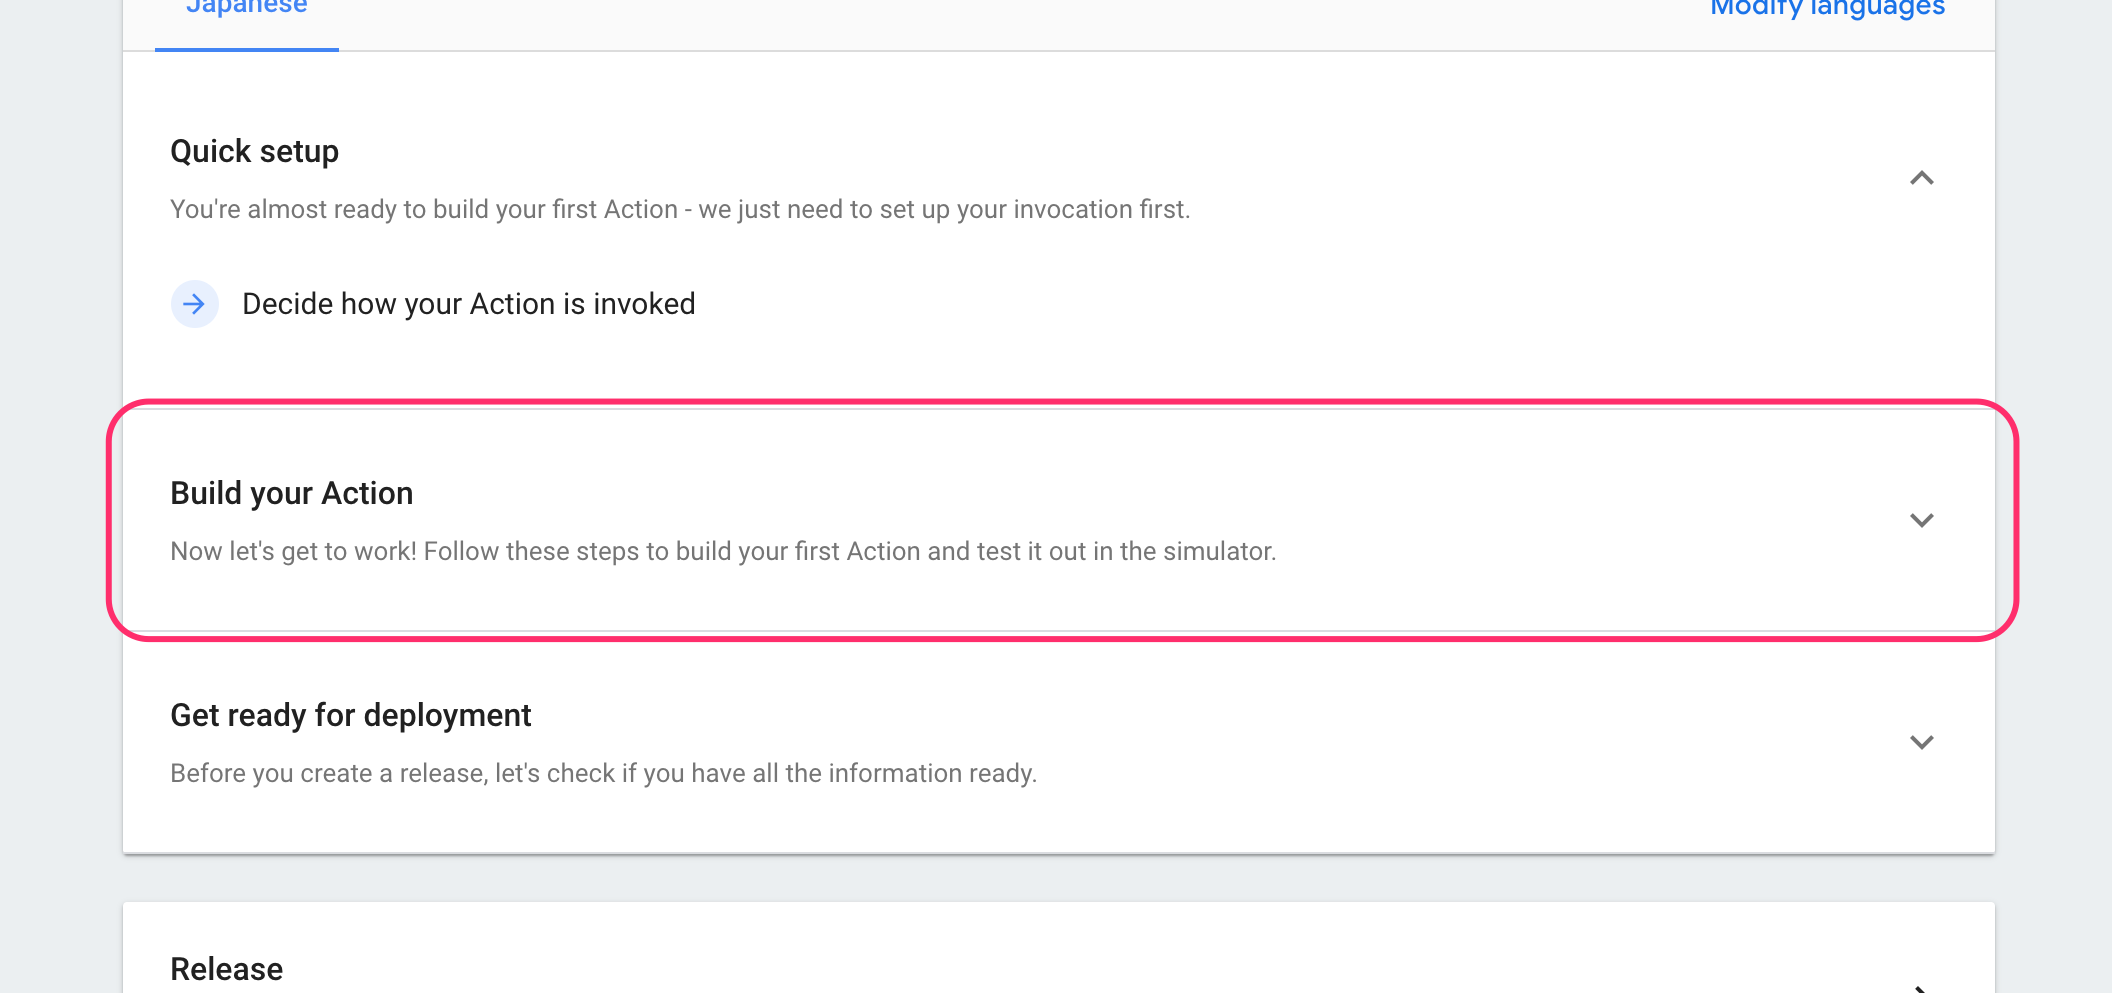 Japanese
Modify languages
Quick setup
You're almost ready to build your first Action - we just need to set up your invocation first.
Decide how your Action is invoked
Build your Action
Now let's get to work! Follow these steps to build your first Action and test it out in the simulator.
Get ready for deployment
Before you create a release, let's check if you have all the information ready.
Release